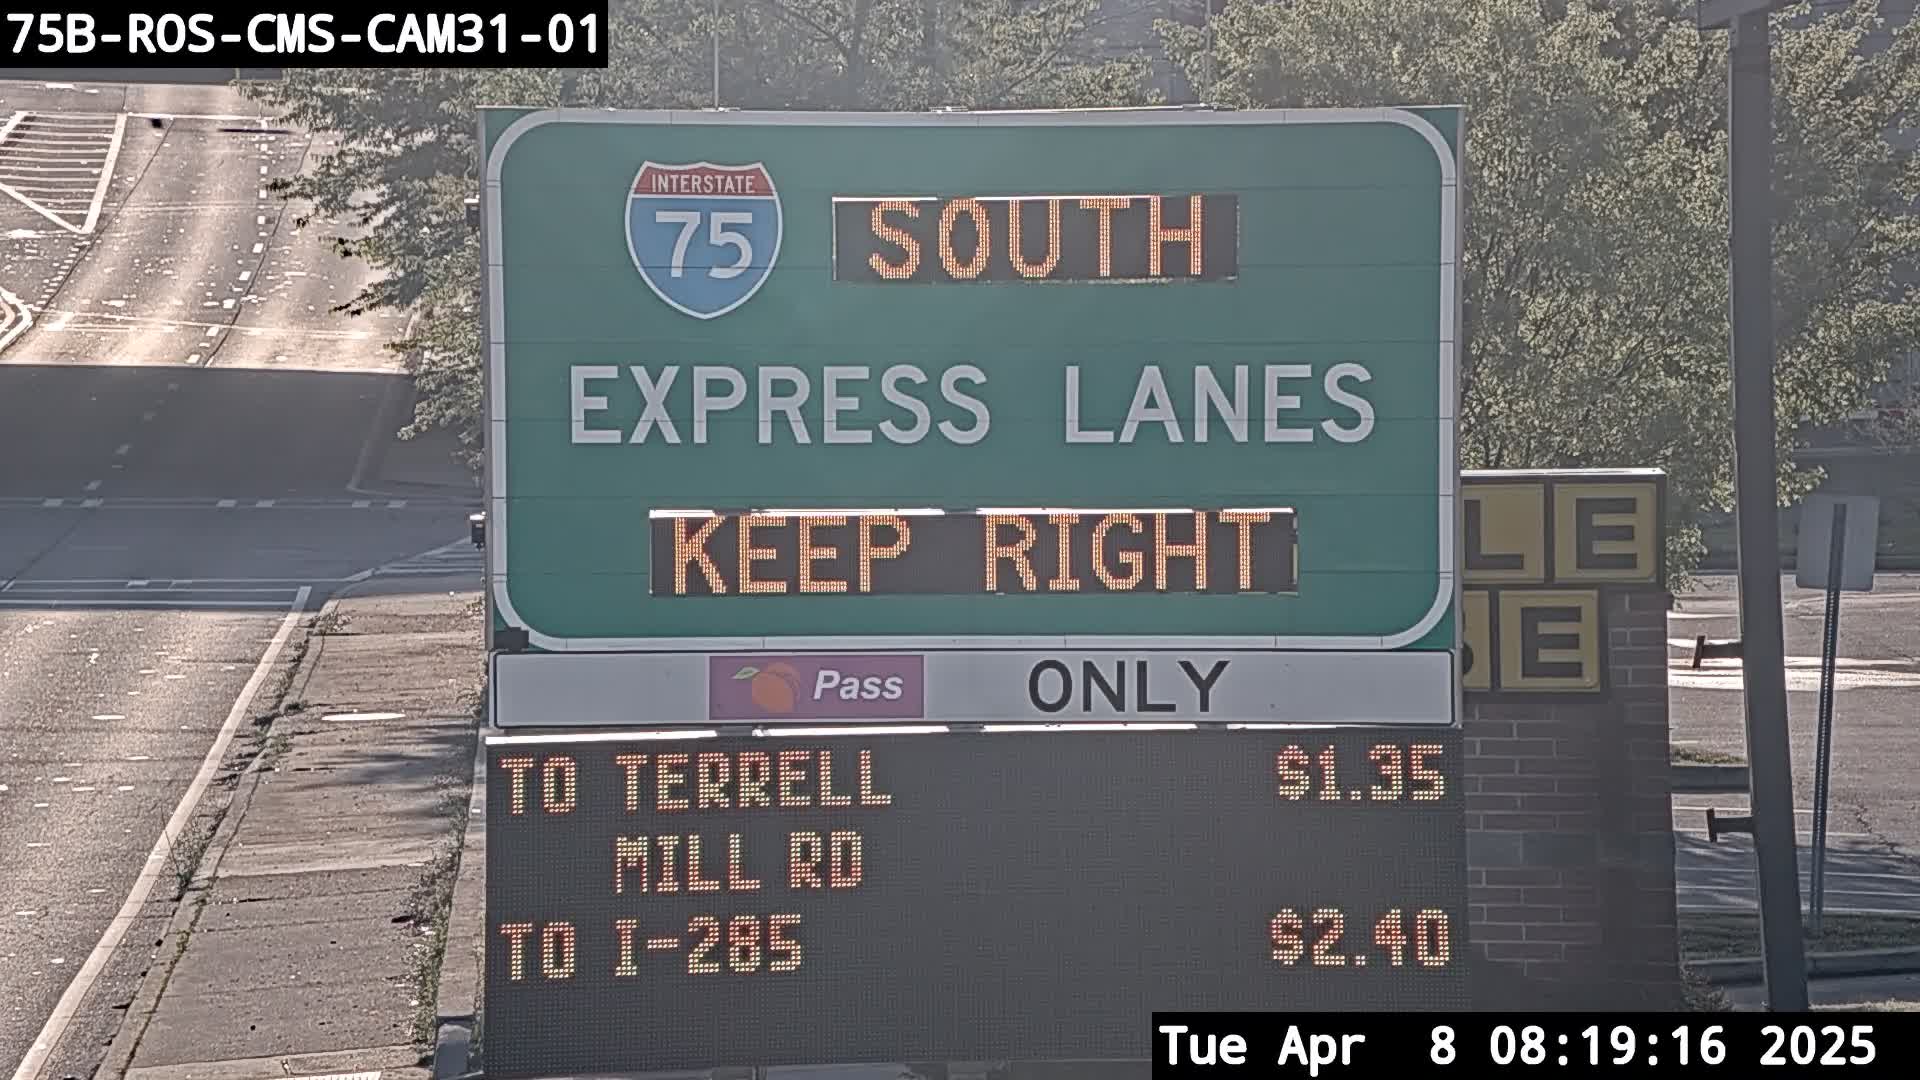 75B-ROS-CMS-CAM31-01
INTERSTATE
75
SOUTH
EXPRESS LANES
KEEP RIGHT
Pass ONLY
LE
E
TO TERRELL $1.35
MILL RD
TO I-285 $2.40
Tue Apr 8 08:19:16 2025